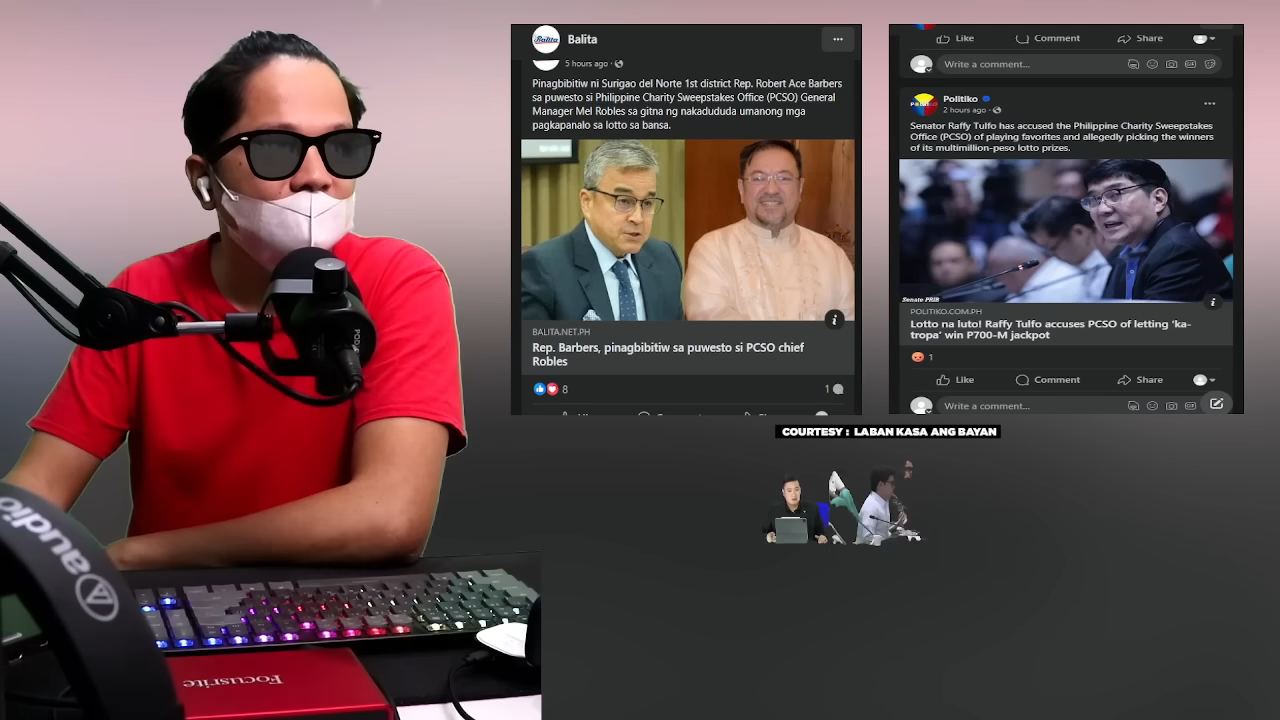 Balita
Balita
5 hours ago ·
Pinagbibitiw ni Surigao del Norte 1st district Rep. Robert Ace Barbers
sa puwesto si Philippine Charity Sweepstakes Office (PCSO) General
Manager Mel Robles sa gitna ng nakadududa umanong mga
pagkapanalo sa lotto sa bansa.
BALITA.NET.PH
Rep. Barbers, pinagbibitiw sa puwesto si PCSO chief
Robles
8
1
Like Comment Share
Write a comment...
Politiko
2 hours ago ·
Senator Raffy Tulfo has accused the Philippine Charity Sweepstakes
Office (PCSO) of playing favorites and allegedly picking the winners
of its multimillion-peso lotto prizes.
Senate PRIB
POLITIKO.COM.PH
Lotto na luto! Raffy Tulfo accuses PCSO of letting ‘ka-
tropa’ win P700-M jackpot
1
Like Comment Share
Write a comment...
COURTESY : LABAN KASA ANG BAYAN
audio
Focusrite